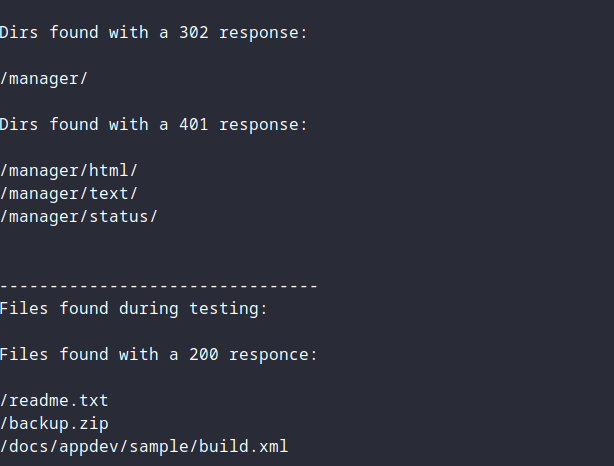 Dirs found with a 302 response:
/manager/
Dirs found with a 401 response:
/manager/html/
/manager/text/
/manager/status/
--------------------------------
Files found during testing:
Files found with a 200 responce:
/readme.txt
/backup.zip
/docs/appdev/sample/build.xml